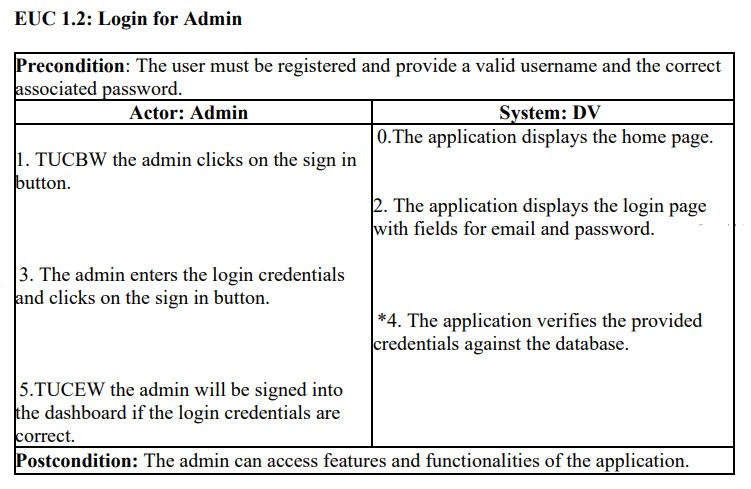 EUC 1.2: Login for Admin
Precondition: The user must be registered and provide a valid username and the correct
associated password.
Actor: Admin
System: DV
0.The application displays the home page.
1. TUCBW the admin clicks on the sign in
button.
2. The application displays the login page
with fields for email and password.
3. The admin enters the login credentials
and clicks on the sign in button.
*4. The application verifies the provided
credentials against the database.
5.TUCEW the admin will be signed into
the dashboard if the login credentials are
correct.
Postcondition: The admin can access features and functionalities of the application.